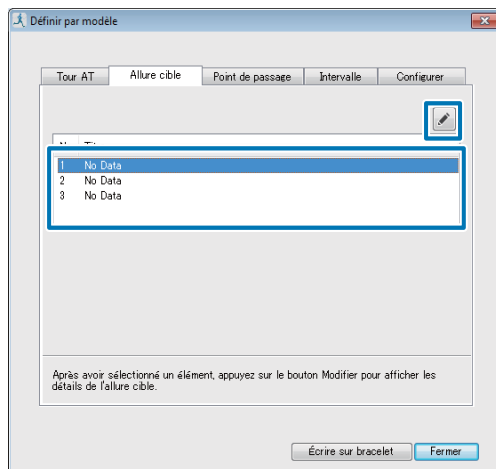 Définir par modèle
Tour AT Allure cible Point de passage Intervalle Configurer
1 No Data
2 No Data
3 No Data
Après avoir sélectionné un élément, appuyez sur le bouton Modifier pour afficher les
détails de l'allure cible.
Écrire sur bracelet Fermer